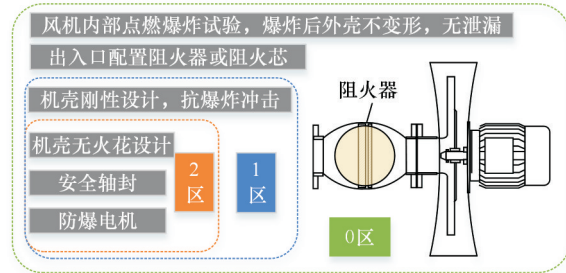 风机内部点燃爆炸试验，爆炸后外壳不变形，无泄漏
出入口配置阻火器或阻火芯
机壳刚性设计，抗爆炸冲击
机壳无火花设计
安全轴封
防爆电机
2区
1区
阻火器
0区